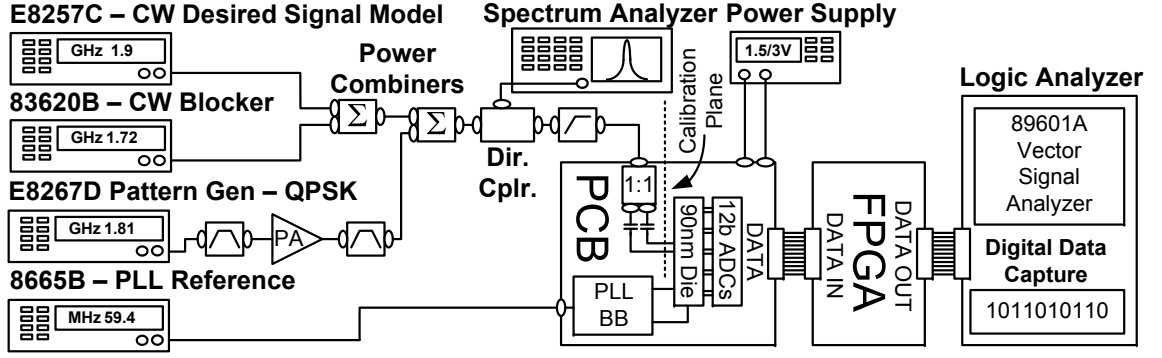 E8257C – CW Desired Signal Model
GHz 1.9
83620B – CW Blocker
GHz 1.72
E8267D Pattern Gen – QPSK
GHz 1.81
PA
8665B – PLL Reference
MHz 59.4
Power
Combiners
Σ
Σ
Spectrum Analyzer
Dir.
Cplr.
Power Supply
1.5/3V
Calibration
Plane
PCB
1:1
90nm Die
12b ADCs
DATA
PLL
BB
DATA IN
FPGA
DATA OUT
Logic Analyzer
89601A
Vector
Signal
Analyzer
Digital Data
Capture
1011010110